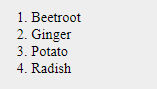 1. Beetroot
2. Ginger
3. Potato
4. Radish